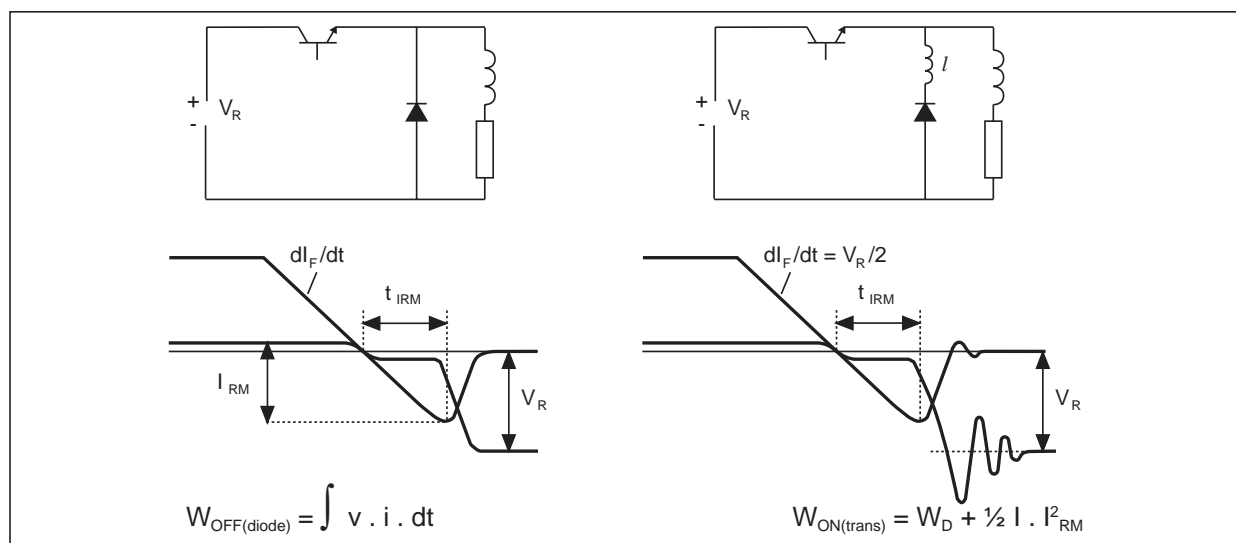 +
-
V_R
+
-
V_R
l
dI_F/dt
t_IRM
I_RM
V_R
dI_F/dt = V_R/2
t_IRM
V_R
W_OFF(diode) = ∫ v . i . dt
W_ON(trans) = W_D + ½ l . I²_RM